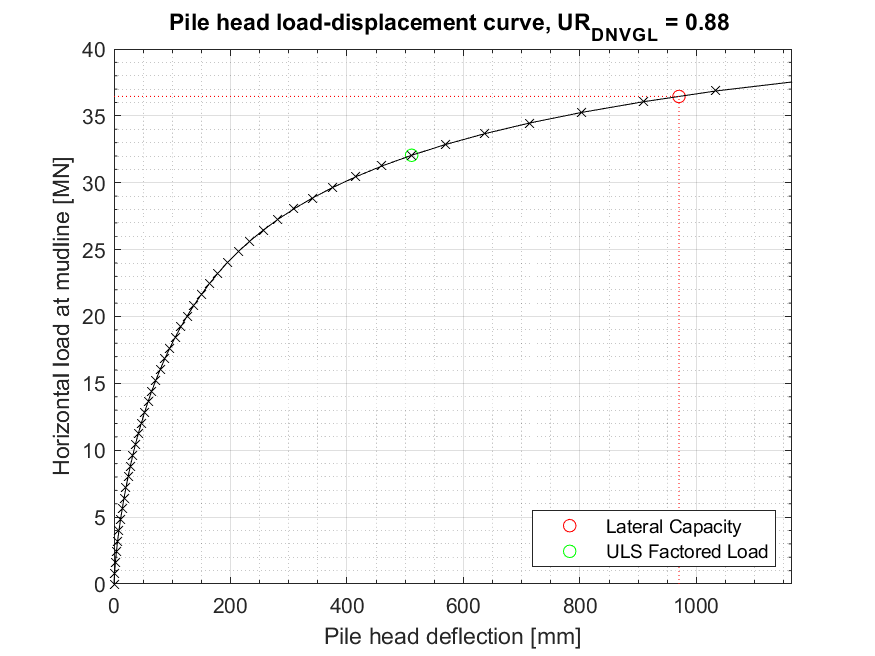 Pile head load-displacement curve, UR_DNVGL = 0.88
Horizontal load at mudline [MN]
40
35
30
25
20
15
10
5
0
0 200 400 600 800 1000
Pile head deflection [mm]
Lateral Capacity
ULS Factored Load